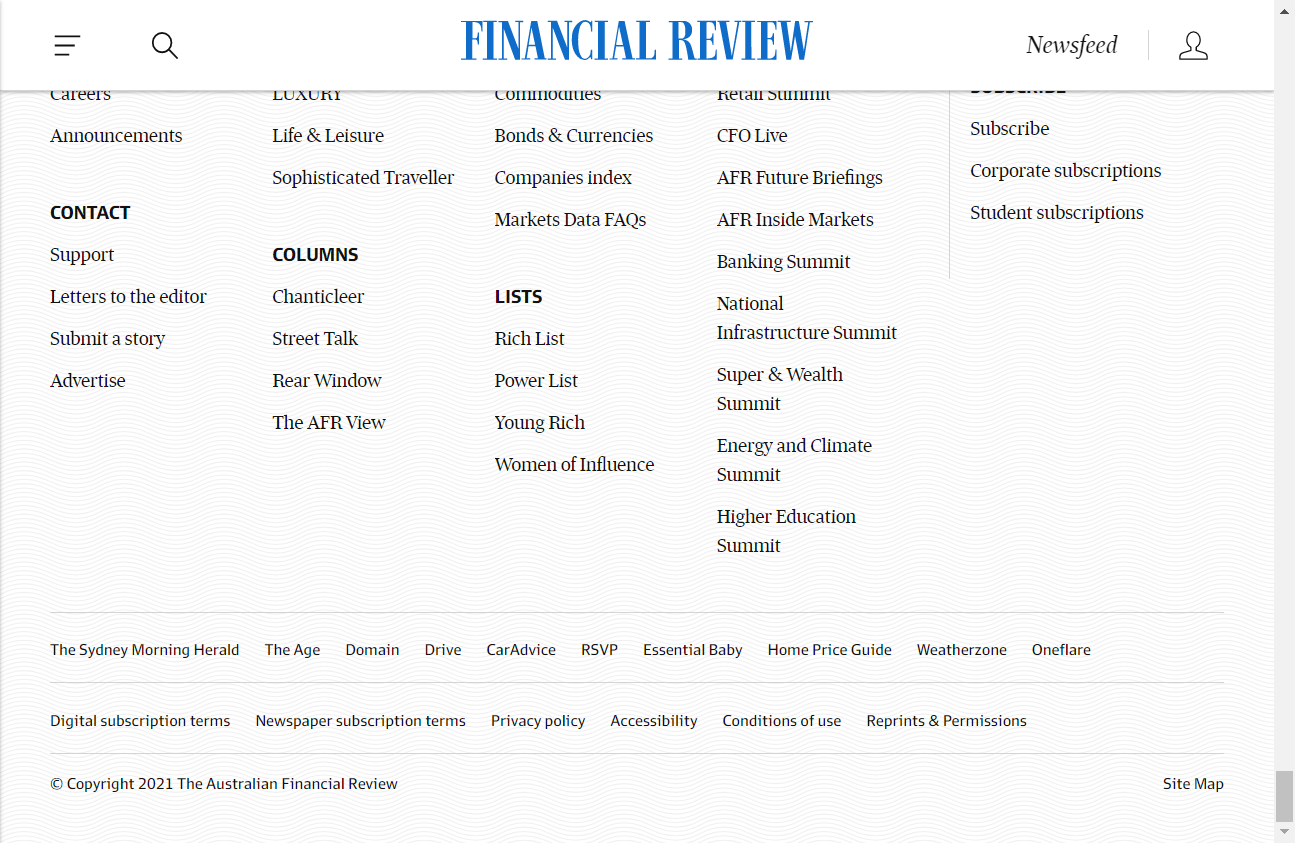 FINANCIAL REVIEW
Newsfeed
Careers
Announcements
CONTACT
Support
Letters to the editor
Submit a story
Advertise
LUXURY
Life & Leisure
Sophisticated Traveller
COLUMNS
Chanticleer
Street Talk
Rear Window
The AFR View
Commodities
Bonds & Currencies
Companies index
Markets Data FAQs
LISTS
Rich List
Power List
Young Rich
Women of Influence
Retail Summit
CFO Live
AFR Future Briefings
AFR Inside Markets
Banking Summit
National
Infrastructure Summit
Super & Wealth
Summit
Energy and Climate
Summit
Higher Education
Summit
SUBSCRIBE
Subscribe
Corporate subscriptions
Student subscriptions
The Sydney Morning Herald The Age Domain Drive CarAdvice RSVP Essential Baby Home Price Guide Weatherzone Oneflare
Digital subscription terms Newspaper subscription terms Privacy policy Accessibility Conditions of use Reprints & Permissions
© Copyright 2021 The Australian Financial Review Site Map